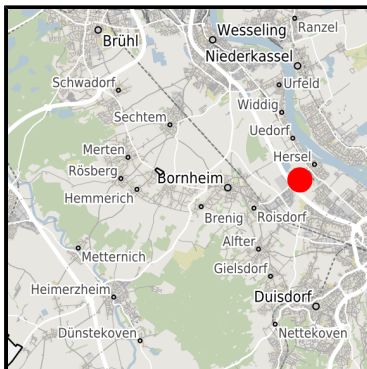 Ranzel
Wesseling
Brühl
Niederkassel
Schwadorf
Urfeld
Widdig
Sechtem
Uedorf
Merten
Hersel
Rösberg
Bornheim
Hemmerich
Brenig
Roisdorf
Alfter
Metternich
Gielsdorf
Heimerzheim
Duisdorf
Dünstekoven
Nettekoven